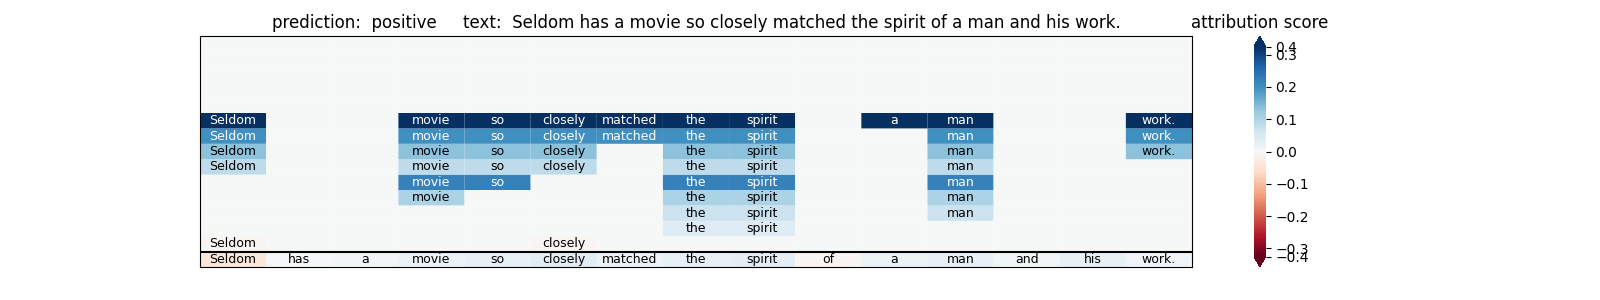 prediction:  positive     text:  Seldom has a movie so closely matched the spirit of a man and his work.     attribution score
Seldom movie so closely matched the spirit a man work.
Seldom movie so closely matched the spirit man work.
Seldom movie so closely the spirit man work.
Seldom movie so closely the spirit man
movie so the spirit man
movie the spirit man
the spirit man
the spirit
Seldom closely
Seldom has a movie so closely matched the spirit of a man and his work.
0.4
0.3
0.2
0.1
0.0
−0.1
−0.2
−0.3
−0.4